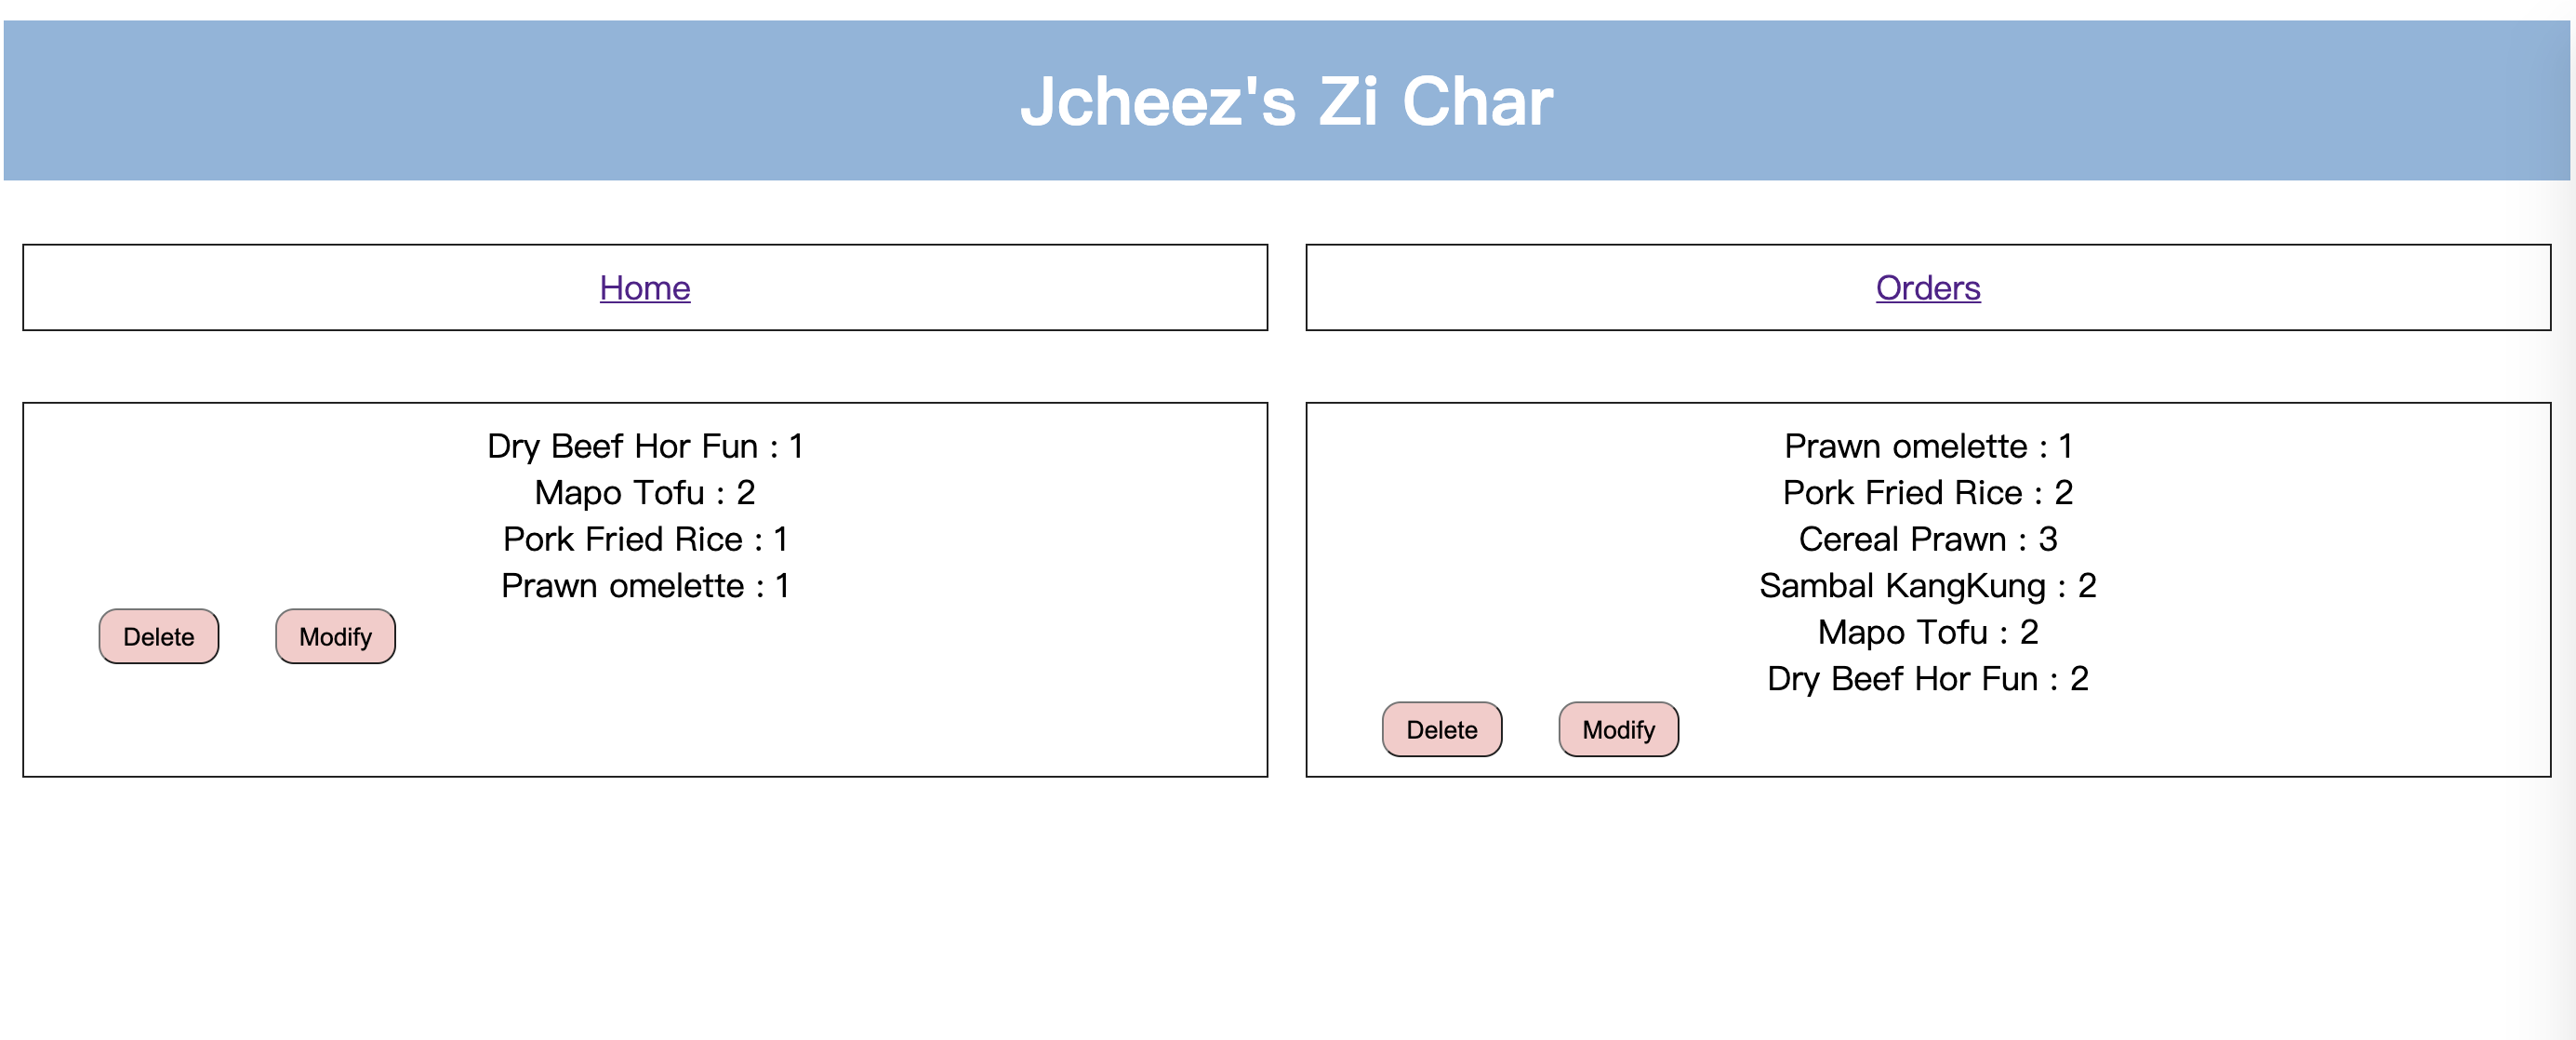 Jcheez's Zi Char
Home
Orders
Dry Beef Hor Fun : 1
Mapo Tofu : 2
Pork Fried Rice : 1
Prawn omelette : 1
Delete
Modify
Prawn omelette : 1
Pork Fried Rice : 2
Cereal Prawn : 3
Sambal KangKung : 2
Mapo Tofu : 2
Dry Beef Hor Fun : 2
Delete
Modify